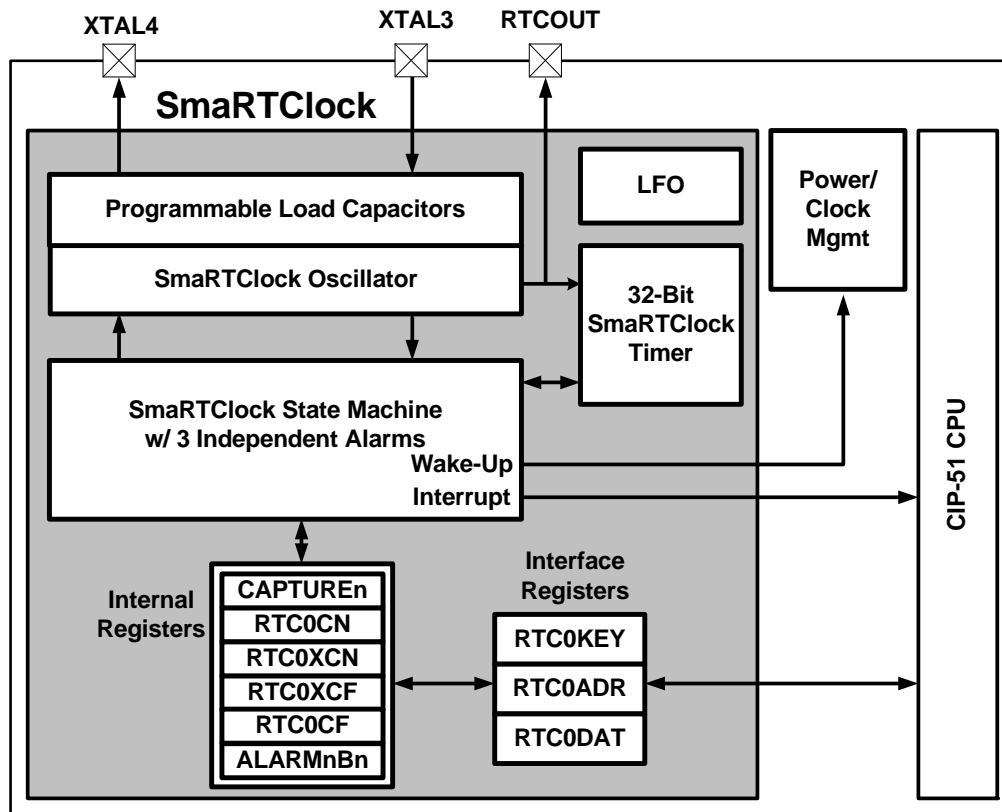 XTAL4
XTAL3
RTCOUT
SmaRTClock
Programmable Load Capacitors
SmaRTClock Oscillator
LFO
32-Bit
SmaRTClock
Timer
Power/
Clock
Mgmt
CIP-51 CPU
SmaRTClock State Machine
w/ 3 Independent Alarms
Wake-Up
Interrupt
Internal
Registers
CAPTUREn
RTC0CN
RTC0XCN
RTC0XCF
RTC0CF
ALARMnBn
Interface
Registers
RTC0KEY
RTC0ADR
RTC0DAT